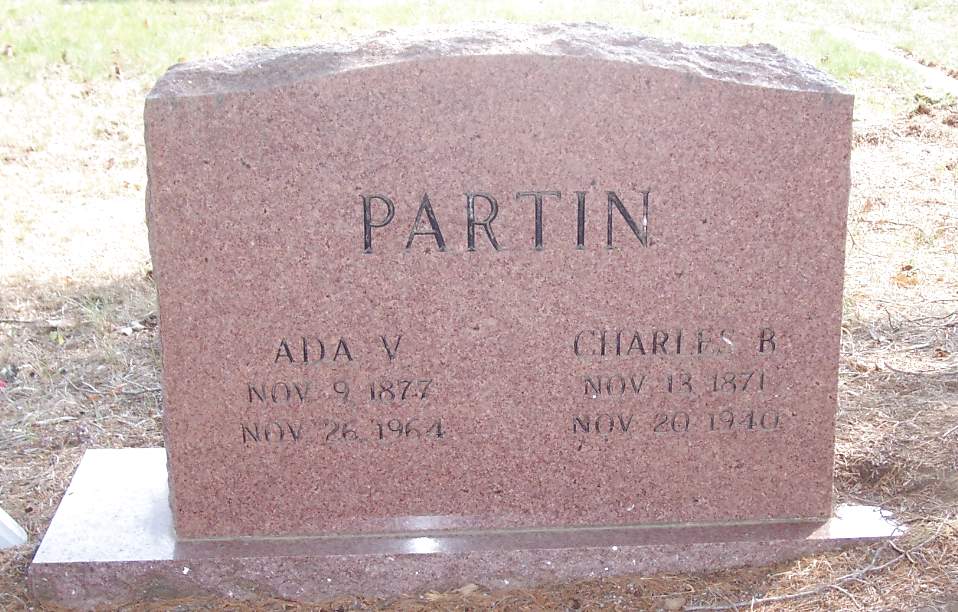 PARTIN
ADA V
NOV 9 1877
NOV 26 1964
CHARLES B
NOV 13 1871
NOV 20 1940